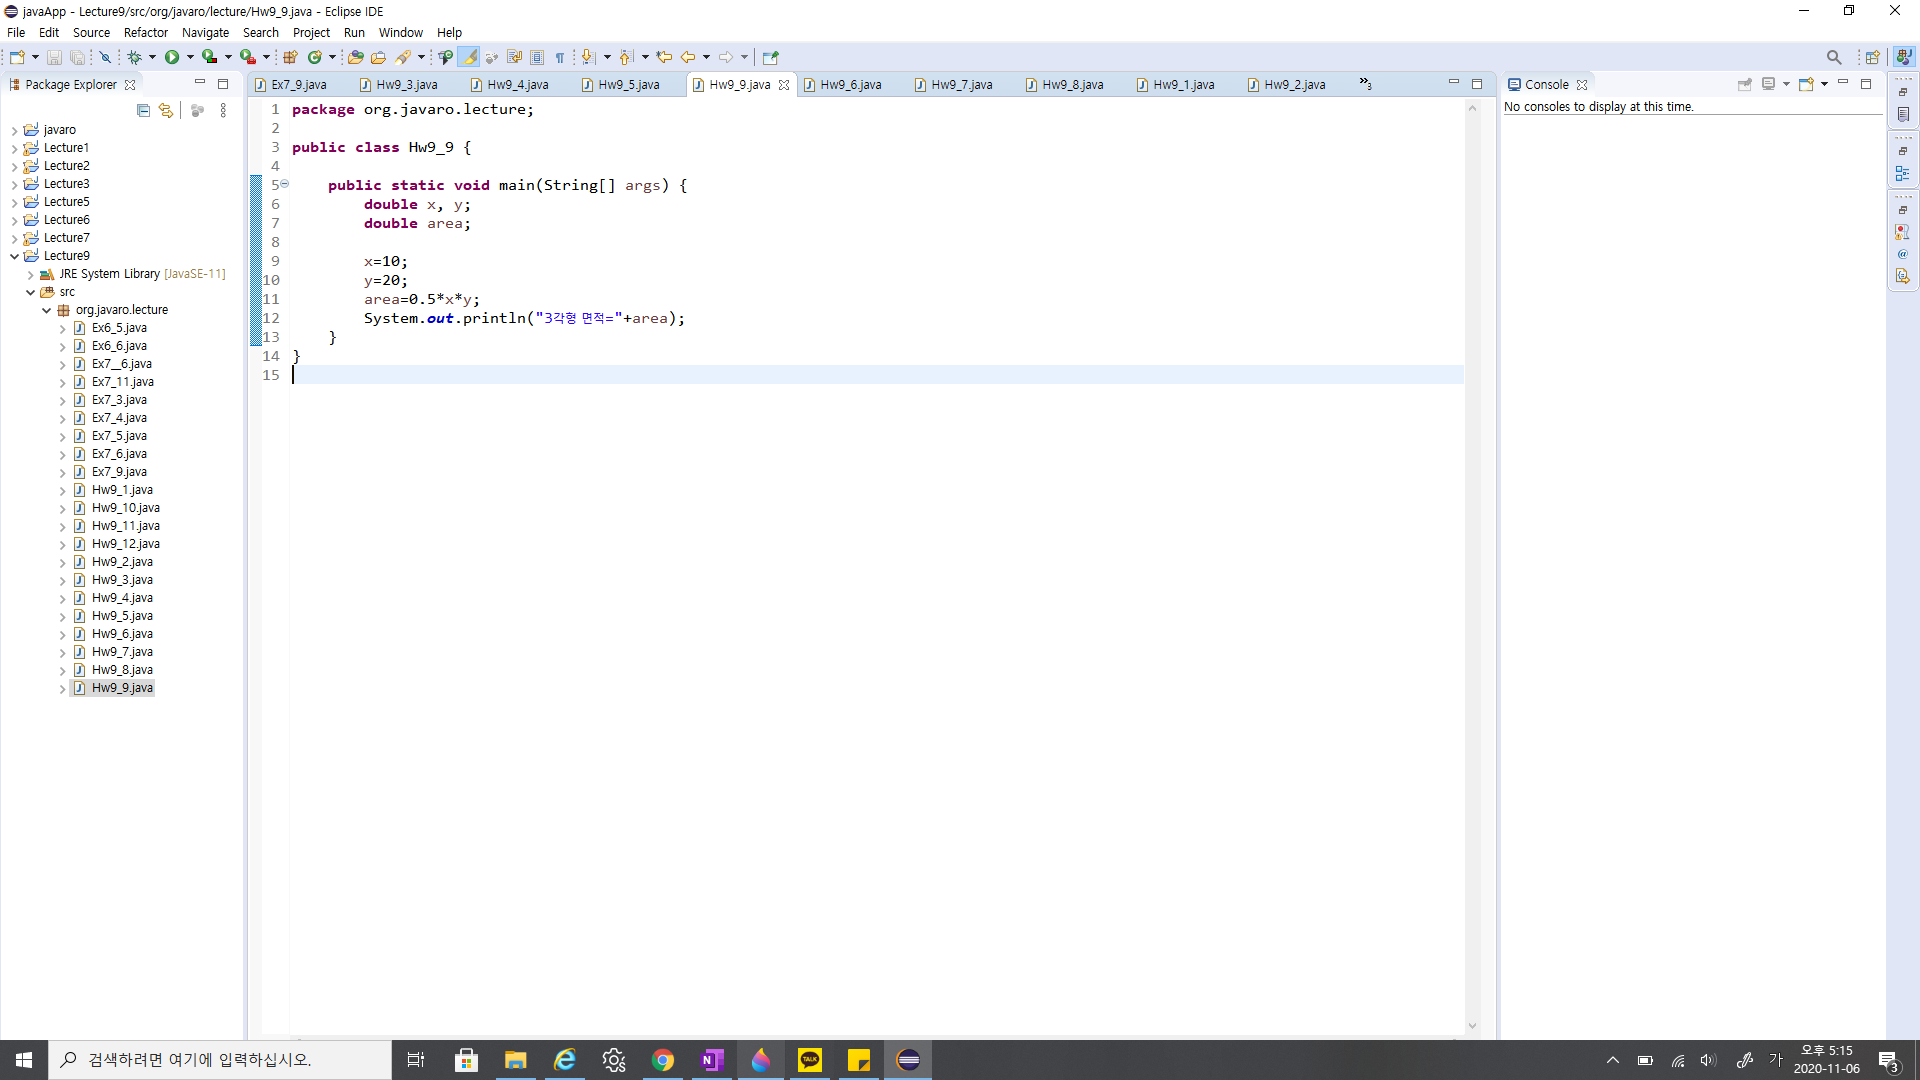 javaApp - Lecture9/src/org/javaro/lecture/Hw9_9.java - Eclipse IDE
File Edit Source Refactor Navigate Search Project Run Window Help
Package Explorer
javaro
Lecture1
Lecture2
Lecture3
Lecture5
Lecture6
Lecture7
Lecture9
JRE System Library [JavaSE-11]
src
org.javaro.lecture
Ex6_5.java
Ex6_6.java
Ex7__6.java
Ex7_11.java
Ex7_3.java
Ex7_4.java
Ex7_5.java
Ex7_6.java
Ex7_9.java
Hw9_1.java
Hw9_10.java
Hw9_11.java
Hw9_12.java
Hw9_2.java
Hw9_3.java
Hw9_4.java
Hw9_5.java
Hw9_6.java
Hw9_7.java
Hw9_8.java
Hw9_9.java
Ex7_9.java Hw9_3.java Hw9_4.java Hw9_5.java Hw9_9.java Hw9_6.java Hw9_7.java Hw9_8.java Hw9_1.java Hw9_2.java »3
1 package org.javaro.lecture;
2
3 public class Hw9_9 {
4
5 public static void main(String[] args) {
6 double x, y;
7 double area;
8
9 x=10;
10 y=20;
11 area=0.5*x*y;
12 System.out.println("3각형 면적="+area);
13 }
14 }
15
Console
No consoles to display at this time.
검색하려면 여기에 입력하십시오.
TALK
가
오후 5:15
2020-11-06
3